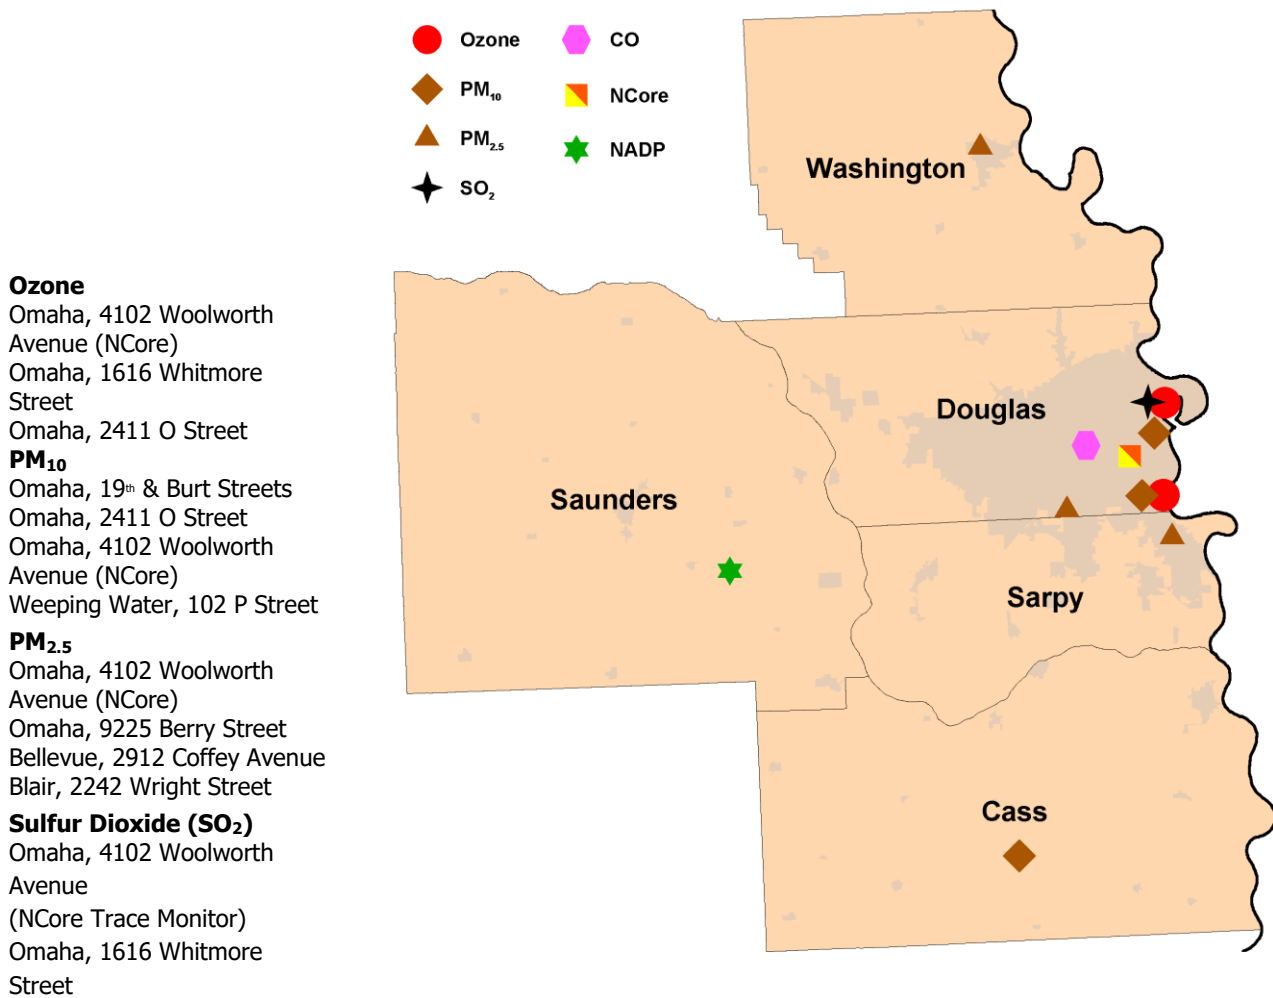 Ozone
CO
PM10
NCore
PM2.5
NADP
SO2
Washington
Douglas
Saunders
Sarpy
Cass
Ozone
Omaha, 4102 Woolworth
Avenue (NCore)
Omaha, 1616 Whitmore
Street
Omaha, 2411 O Street
PM10
Omaha, 19th & Burt Streets
Omaha, 2411 O Street
Omaha, 4102 Woolworth
Avenue (NCore)
Weeping Water, 102 P Street
PM2.5
Omaha, 4102 Woolworth
Avenue (NCore)
Omaha, 9225 Berry Street
Bellevue, 2912 Coffey Avenue
Blair, 2242 Wright Street
Sulfur Dioxide (SO2)
Omaha, 4102 Woolworth
Avenue
(NCore Trace Monitor)
Omaha, 1616 Whitmore
Street